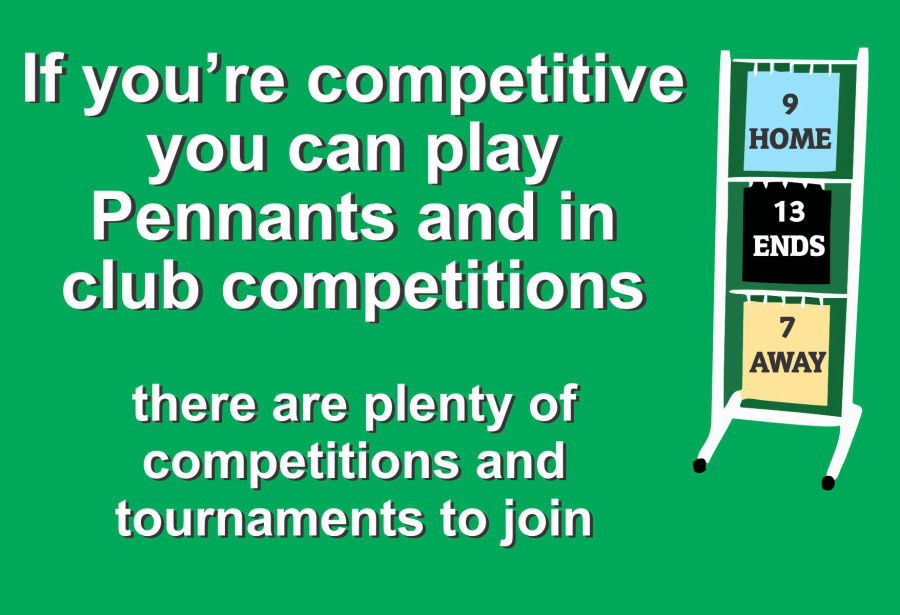 If you’re competitive
you can play
Pennants and in
club competitions
there are plenty of
competitions and
tournaments to join
9
HOME
13
ENDS
7
AWAY